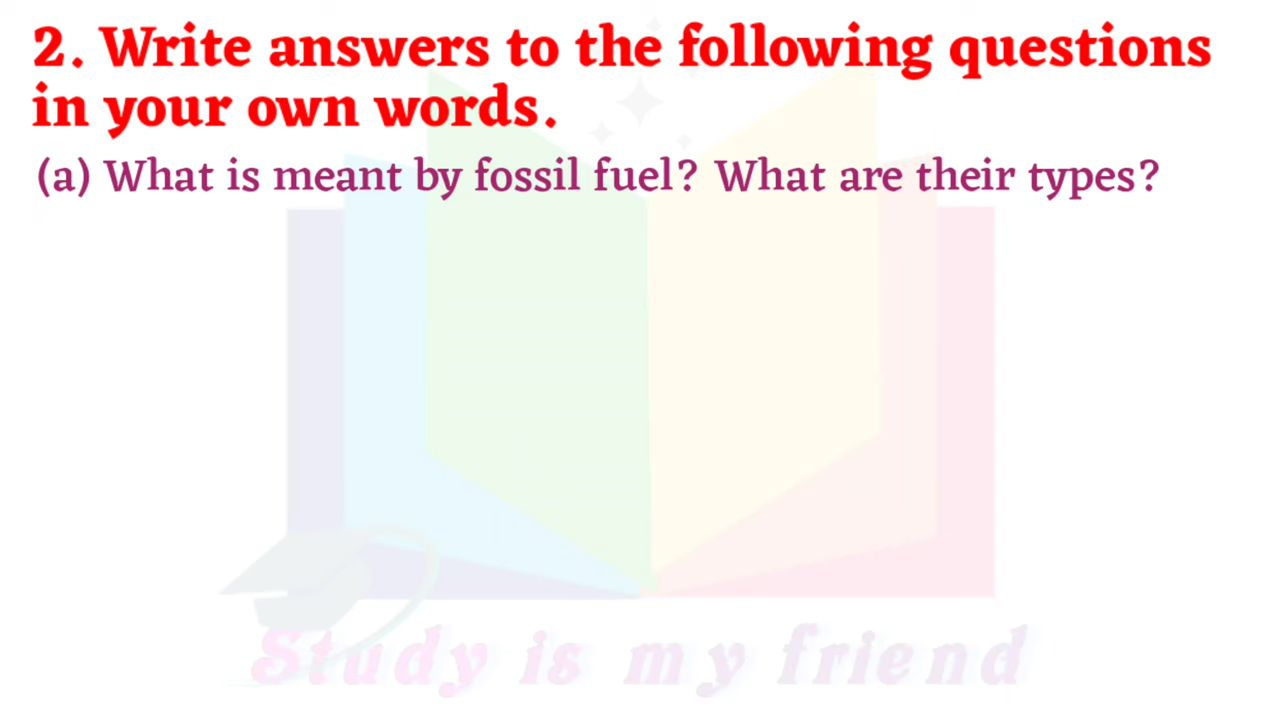 2. Write answers to the following questions
in your own words.
(a) What is meant by fossil fuel? What are their types?
Study is my friend